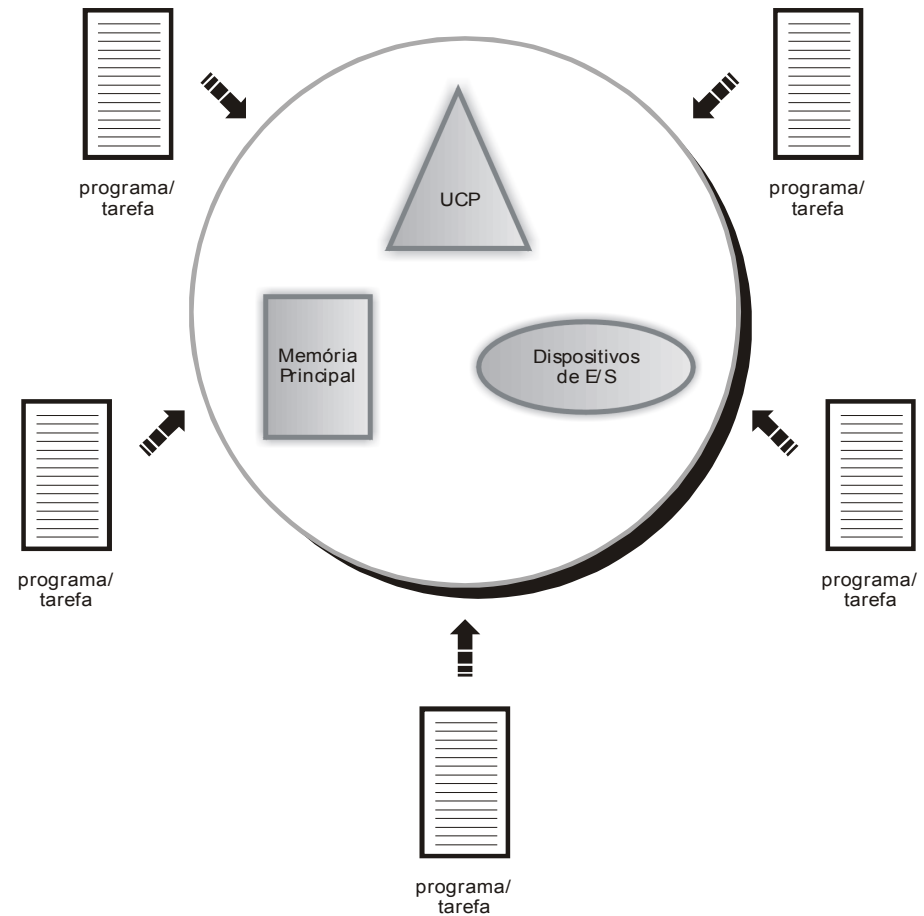 programa/
tarefa
programa/
tarefa
UCP
Memória
Principal
Dispositivos
de E/S
programa/
tarefa
programa/
tarefa
programa/
tarefa